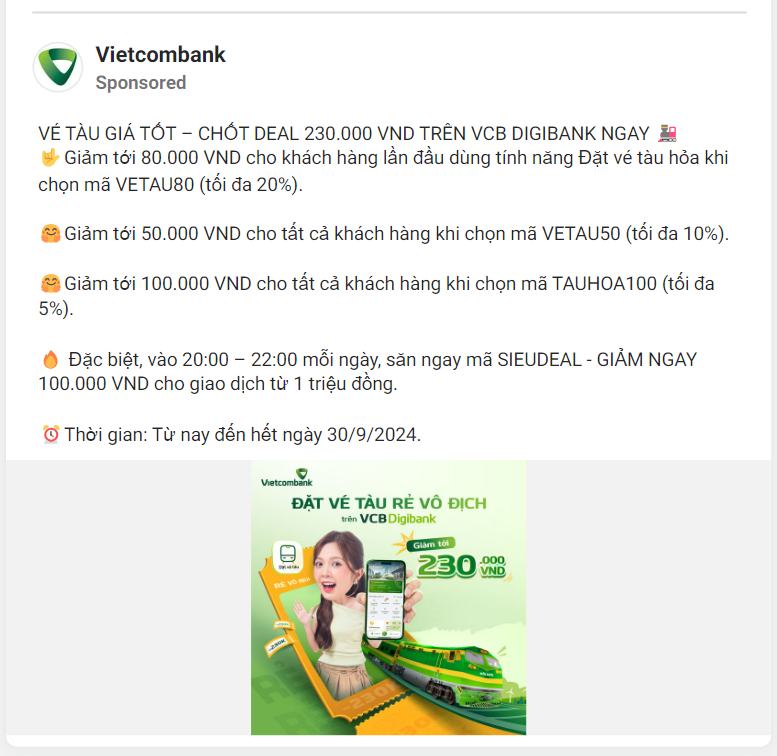 Vietcombank
Sponsored
VÉ TÀU GIÁ TỐT – CHỐT DEAL 230.000 VND TRÊN VCB DIGIBANK NGAY 🚂
🤟 Giảm tới 80.000 VND cho khách hàng lần đầu dùng tính năng Đặt vé tàu hỏa khi
chọn mã VETAU80 (tối đa 20%).
🤗 Giảm tới 50.000 VND cho tất cả khách hàng khi chọn mã VETAU50 (tối đa 10%).
🤗 Giảm tới 100.000 VND cho tất cả khách hàng khi chọn mã TAUHOA100 (tối đa
5%).
🔥 Đặc biệt, vào 20:00 – 22:00 mỗi ngày, săn ngay mã SIEUDEAL - GIẢM NGAY
100.000 VND cho giao dịch từ 1 triệu đồng.
⏰ Thời gian: Từ nay đến hết ngày 30/9/2024.
Vietcombank
ĐẶT VÉ TÀU RẺ VÔ ĐỊCH
trên VCB Digibank
Giảm tới
230.000 VND
Đặt vé tàu
RẺ VÔ ĐỊCH
-230K